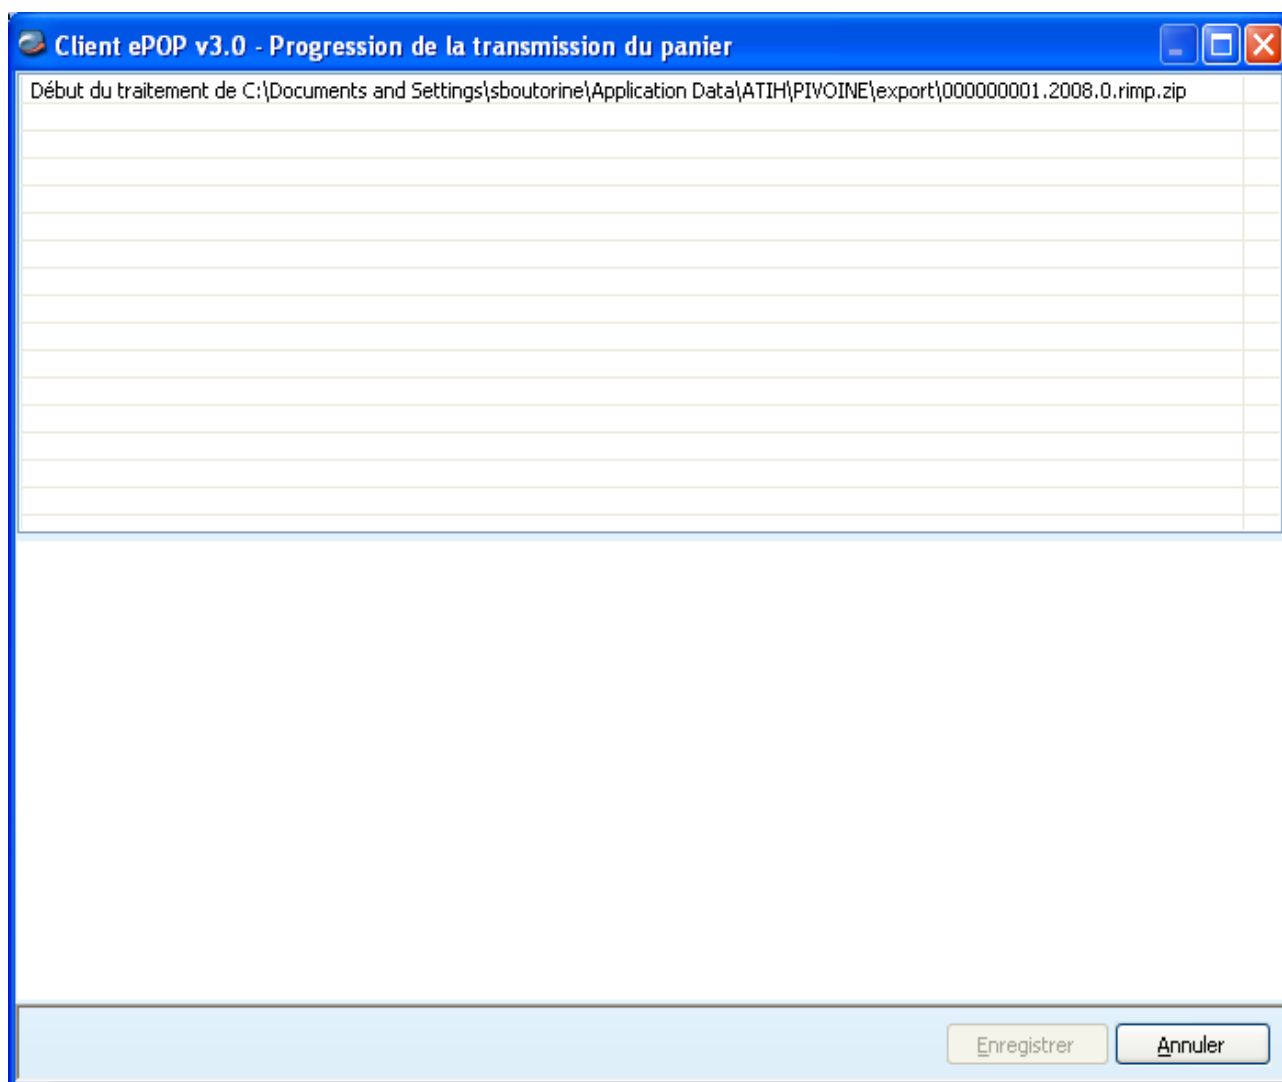 Client ePOP v3.0 - Progression de la transmission du panier
Début du traitement de C:\Documents and Settings\sboutorine\Application Data\ATIH\PIVOINE\export\000000001.2008.0.rimp.zip
Enregistrer
Annuler